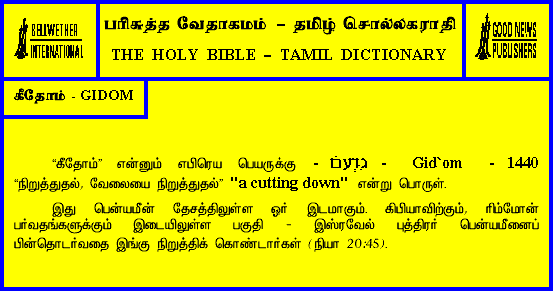 BELLWETHER
INTERNATIONAL
பரிசுத்த வேதாகமம் – தமிழ் சொல்லகராதி
THE HOLY BIBLE – TAMIL DICTIONARY
GOOD NEWS
PUBLISHERS
கீதோம் - GIDOM
“கீதோம்” என்னும் எபிரெய பெயருக்கு - גִּדְעֹם - Gid`om - 1440
“நிறுத்துதல், வேலையை நிறுத்துதல்” "a cutting down" என்று பொருள்.
இது பென்யமீன் தேசத்திலுள்ள ஓர் இடமாகும். கிபியாவிற்கும், ரிம்மோன்
பர்வதங்களுக்கும் இடையிலுள்ள பகுதி - இஸ்ரவேல் புத்திரர் பென்யமீனைப்
பின்தொடர்வதை இங்கு நிறுத்திக் கொண்டார்கள் (நியா 20:45).